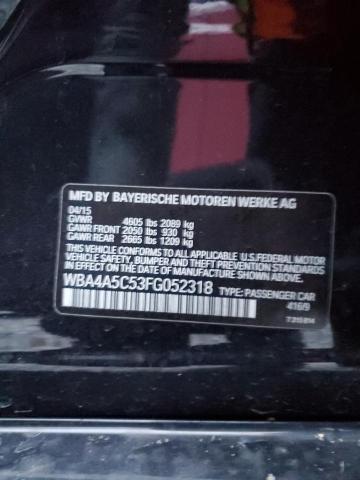 MFD BY BAYERISCHE MOTOREN WERKE AG
04/15
GVWR 4605 lbs 2089 kg
GAWR FRONT 2050 lbs 930 kg
GAWR REAR 2665 lbs 1209 kg
THIS VEHICLE CONFORMS TO ALL APPLICABLE U.S. FEDERAL MOTOR
VEHICLE SAFETY, BUMPER, AND THEFT PREVENTION STANDARDS
IN EFFECT ON THE DATE OF MANUFACTURE SHOWN ABOVE.
WBA4A5C53FG052318 TYPE: PASSENGER CAR
416/9